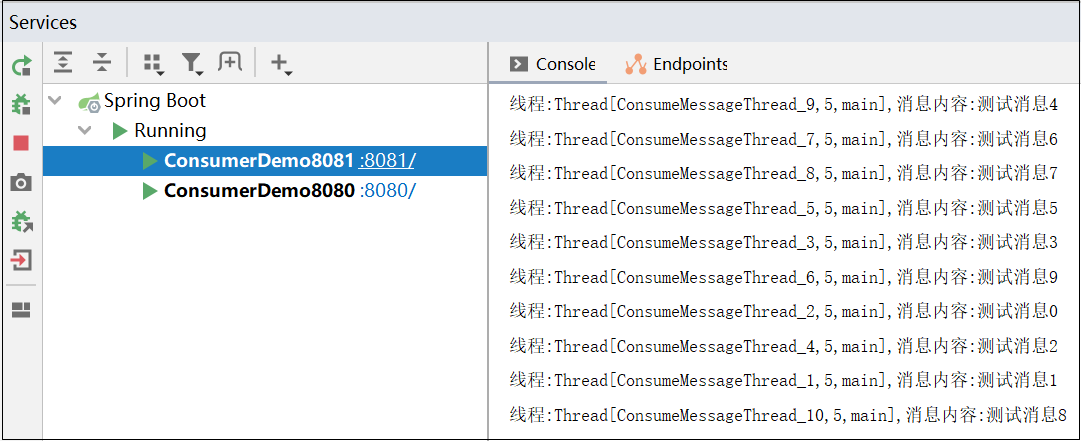 Services
Spring Boot
Running
ConsumerDemo8081 :8081/
ConsumerDemo8080 :8080/
Console
Endpoints
线程:Thread[ConsumeMessageThread_9,5,main],消息内容:测试消息4
线程:Thread[ConsumeMessageThread_7,5,main],消息内容:测试消息6
线程:Thread[ConsumeMessageThread_8,5,main],消息内容:测试消息7
线程:Thread[ConsumeMessageThread_5,5,main],消息内容:测试消息5
线程:Thread[ConsumeMessageThread_3,5,main],消息内容:测试消息3
线程:Thread[ConsumeMessageThread_6,5,main],消息内容:测试消息9
线程:Thread[ConsumeMessageThread_2,5,main],消息内容:测试消息0
线程:Thread[ConsumeMessageThread_4,5,main],消息内容:测试消息2
线程:Thread[ConsumeMessageThread_1,5,main],消息内容:测试消息1
线程:Thread[ConsumeMessageThread_10,5,main],消息内容:测试消息8